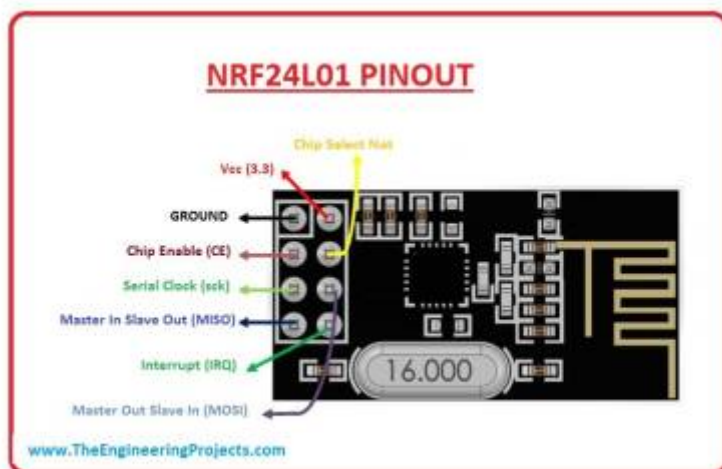 NRF24L01 PINOUT
Chip Select Not
Vcc (3.3)
GROUND
Chip Enable (CE)
Serial Clock (sck)
Master In Slave Out (MISO)
Interrupt (IRQ)
16.000
Master Out Slave In (MOSI)
www.TheEngineeringProjects.com